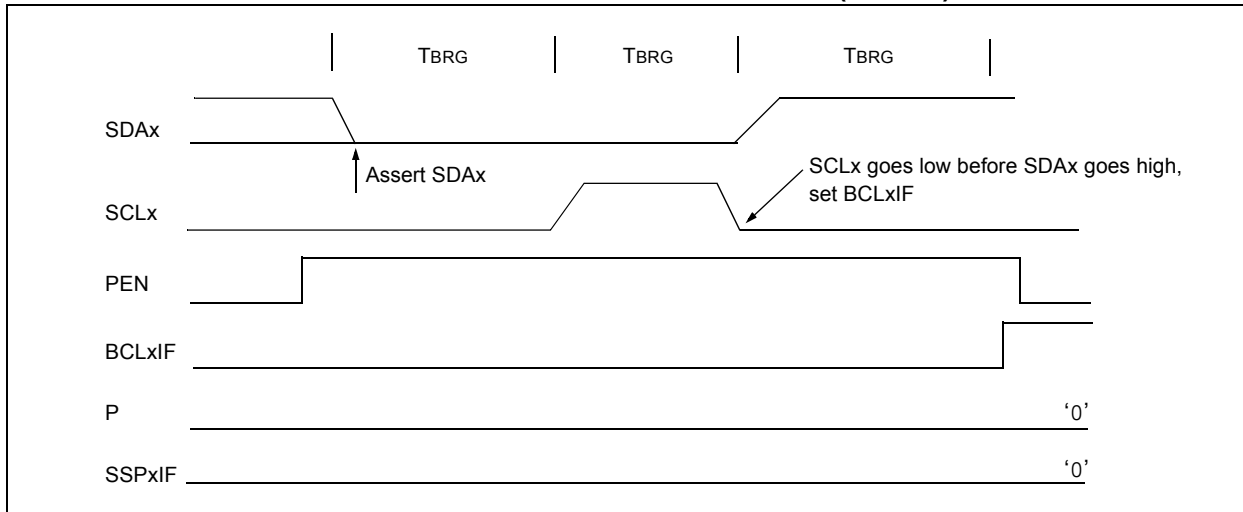 TBRG TBRG TBRG
SDAx
Assert SDAx
SCLx goes low before SDAx goes high,
set BCLxIF
SCLx
PEN
BCLxIF
P
‘0’
SSPxIF
‘0’